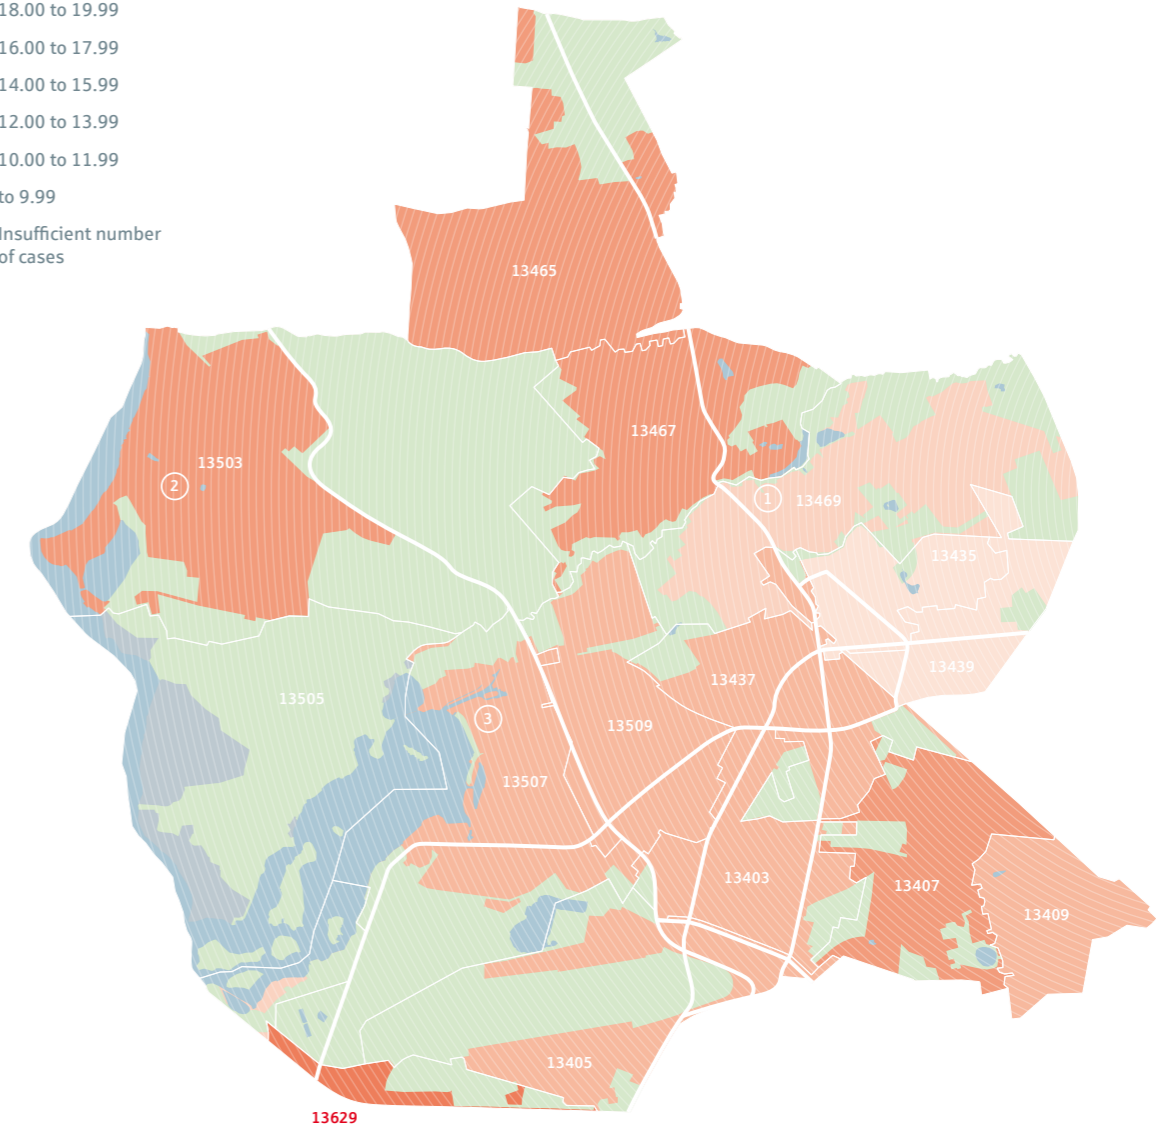 18.00 to 19.99
16.00 to 17.99
14.00 to 15.99
12.00 to 13.99
10.00 to 11.99
to 9.99
Insufficient number
of cases
13465
13467
13503
2
1
13469
13435
13439
13437
13505
3
13509
13507
13403
13407
13409
13405
13629